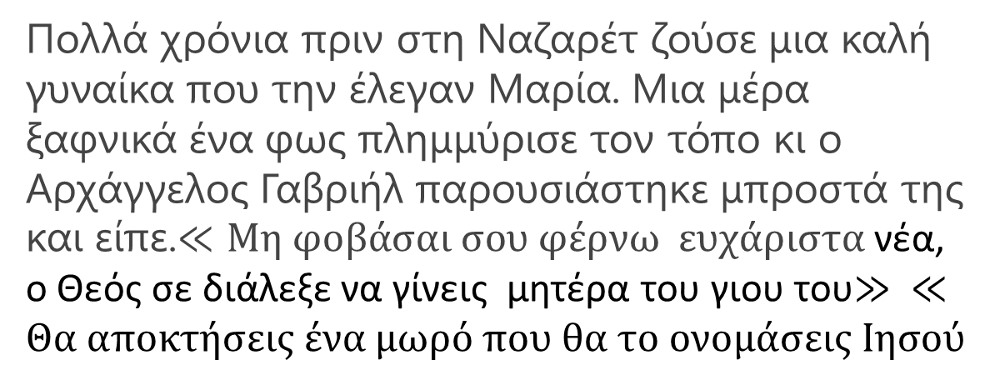 Πολλά χρόνια πριν στη Ναζαρέτ ζούσε μια καλή
γυναίκα που την έλεγαν Μαρία. Μια μέρα
ξαφνικά ένα φως πλημμύρισε τον τόπο κι ο
Αρχάγγελος Γαβριήλ παρουσιάστηκε μπροστά της
και είπε.≪ Μη φοβάσαι σου φέρνω  ευχάριστα νέα,
ο Θεός σε διάλεξε να γίνεις  μητέρα του γιου του≫  ≪
Θα αποκτήσεις ένα μωρό που θα το ονομάσεις Ιησού